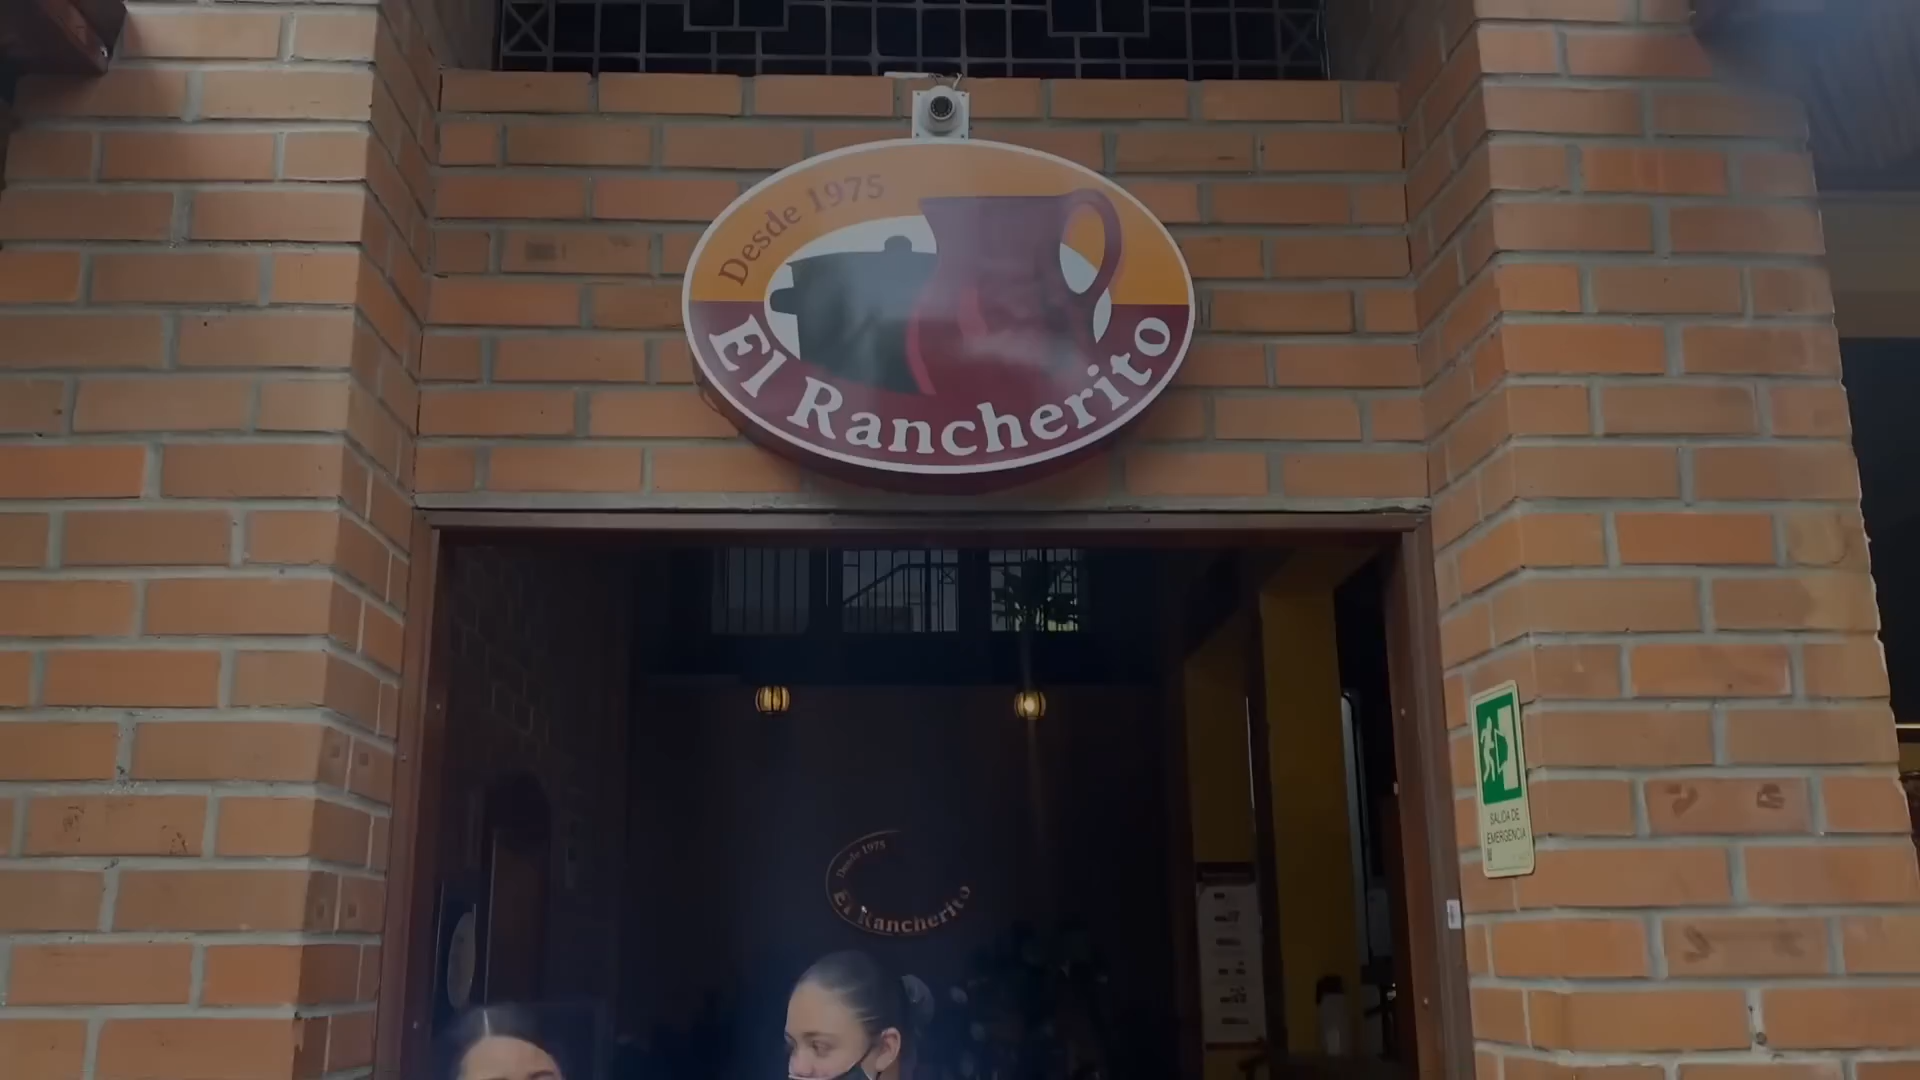 Desde 1975
El Rancherito
Desde 1975
El Rancherito
SALIDA DE
EMERGENCIA